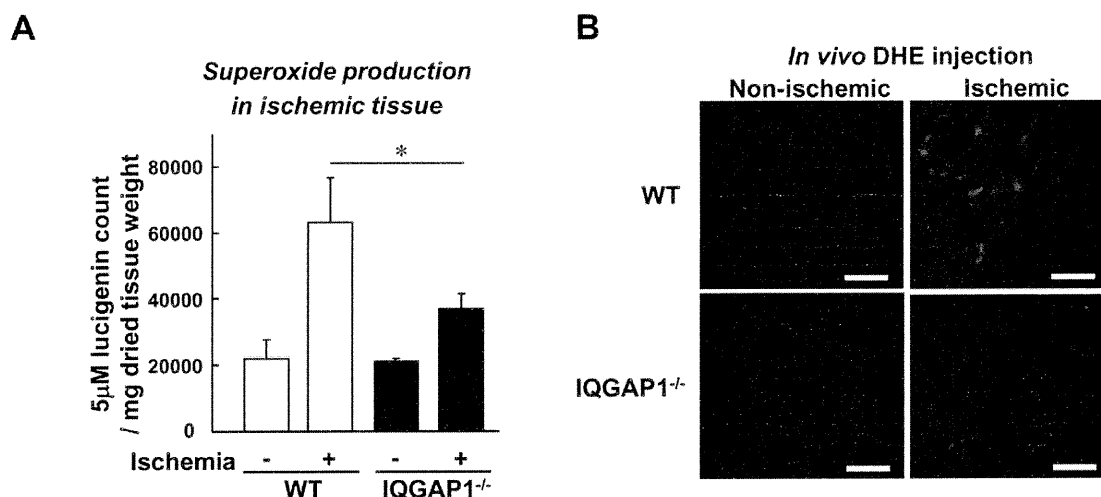 A
Superoxide production
in ischemic tissue
*
5μM lucigenin count
/ mg dried tissue weight
80000
60000
40000
20000
0
Ischemia - + - +
WT IQGAP1-/-
B
In vivo DHE injection
Non-ischemic Ischemic
WT
IQGAP1-/-